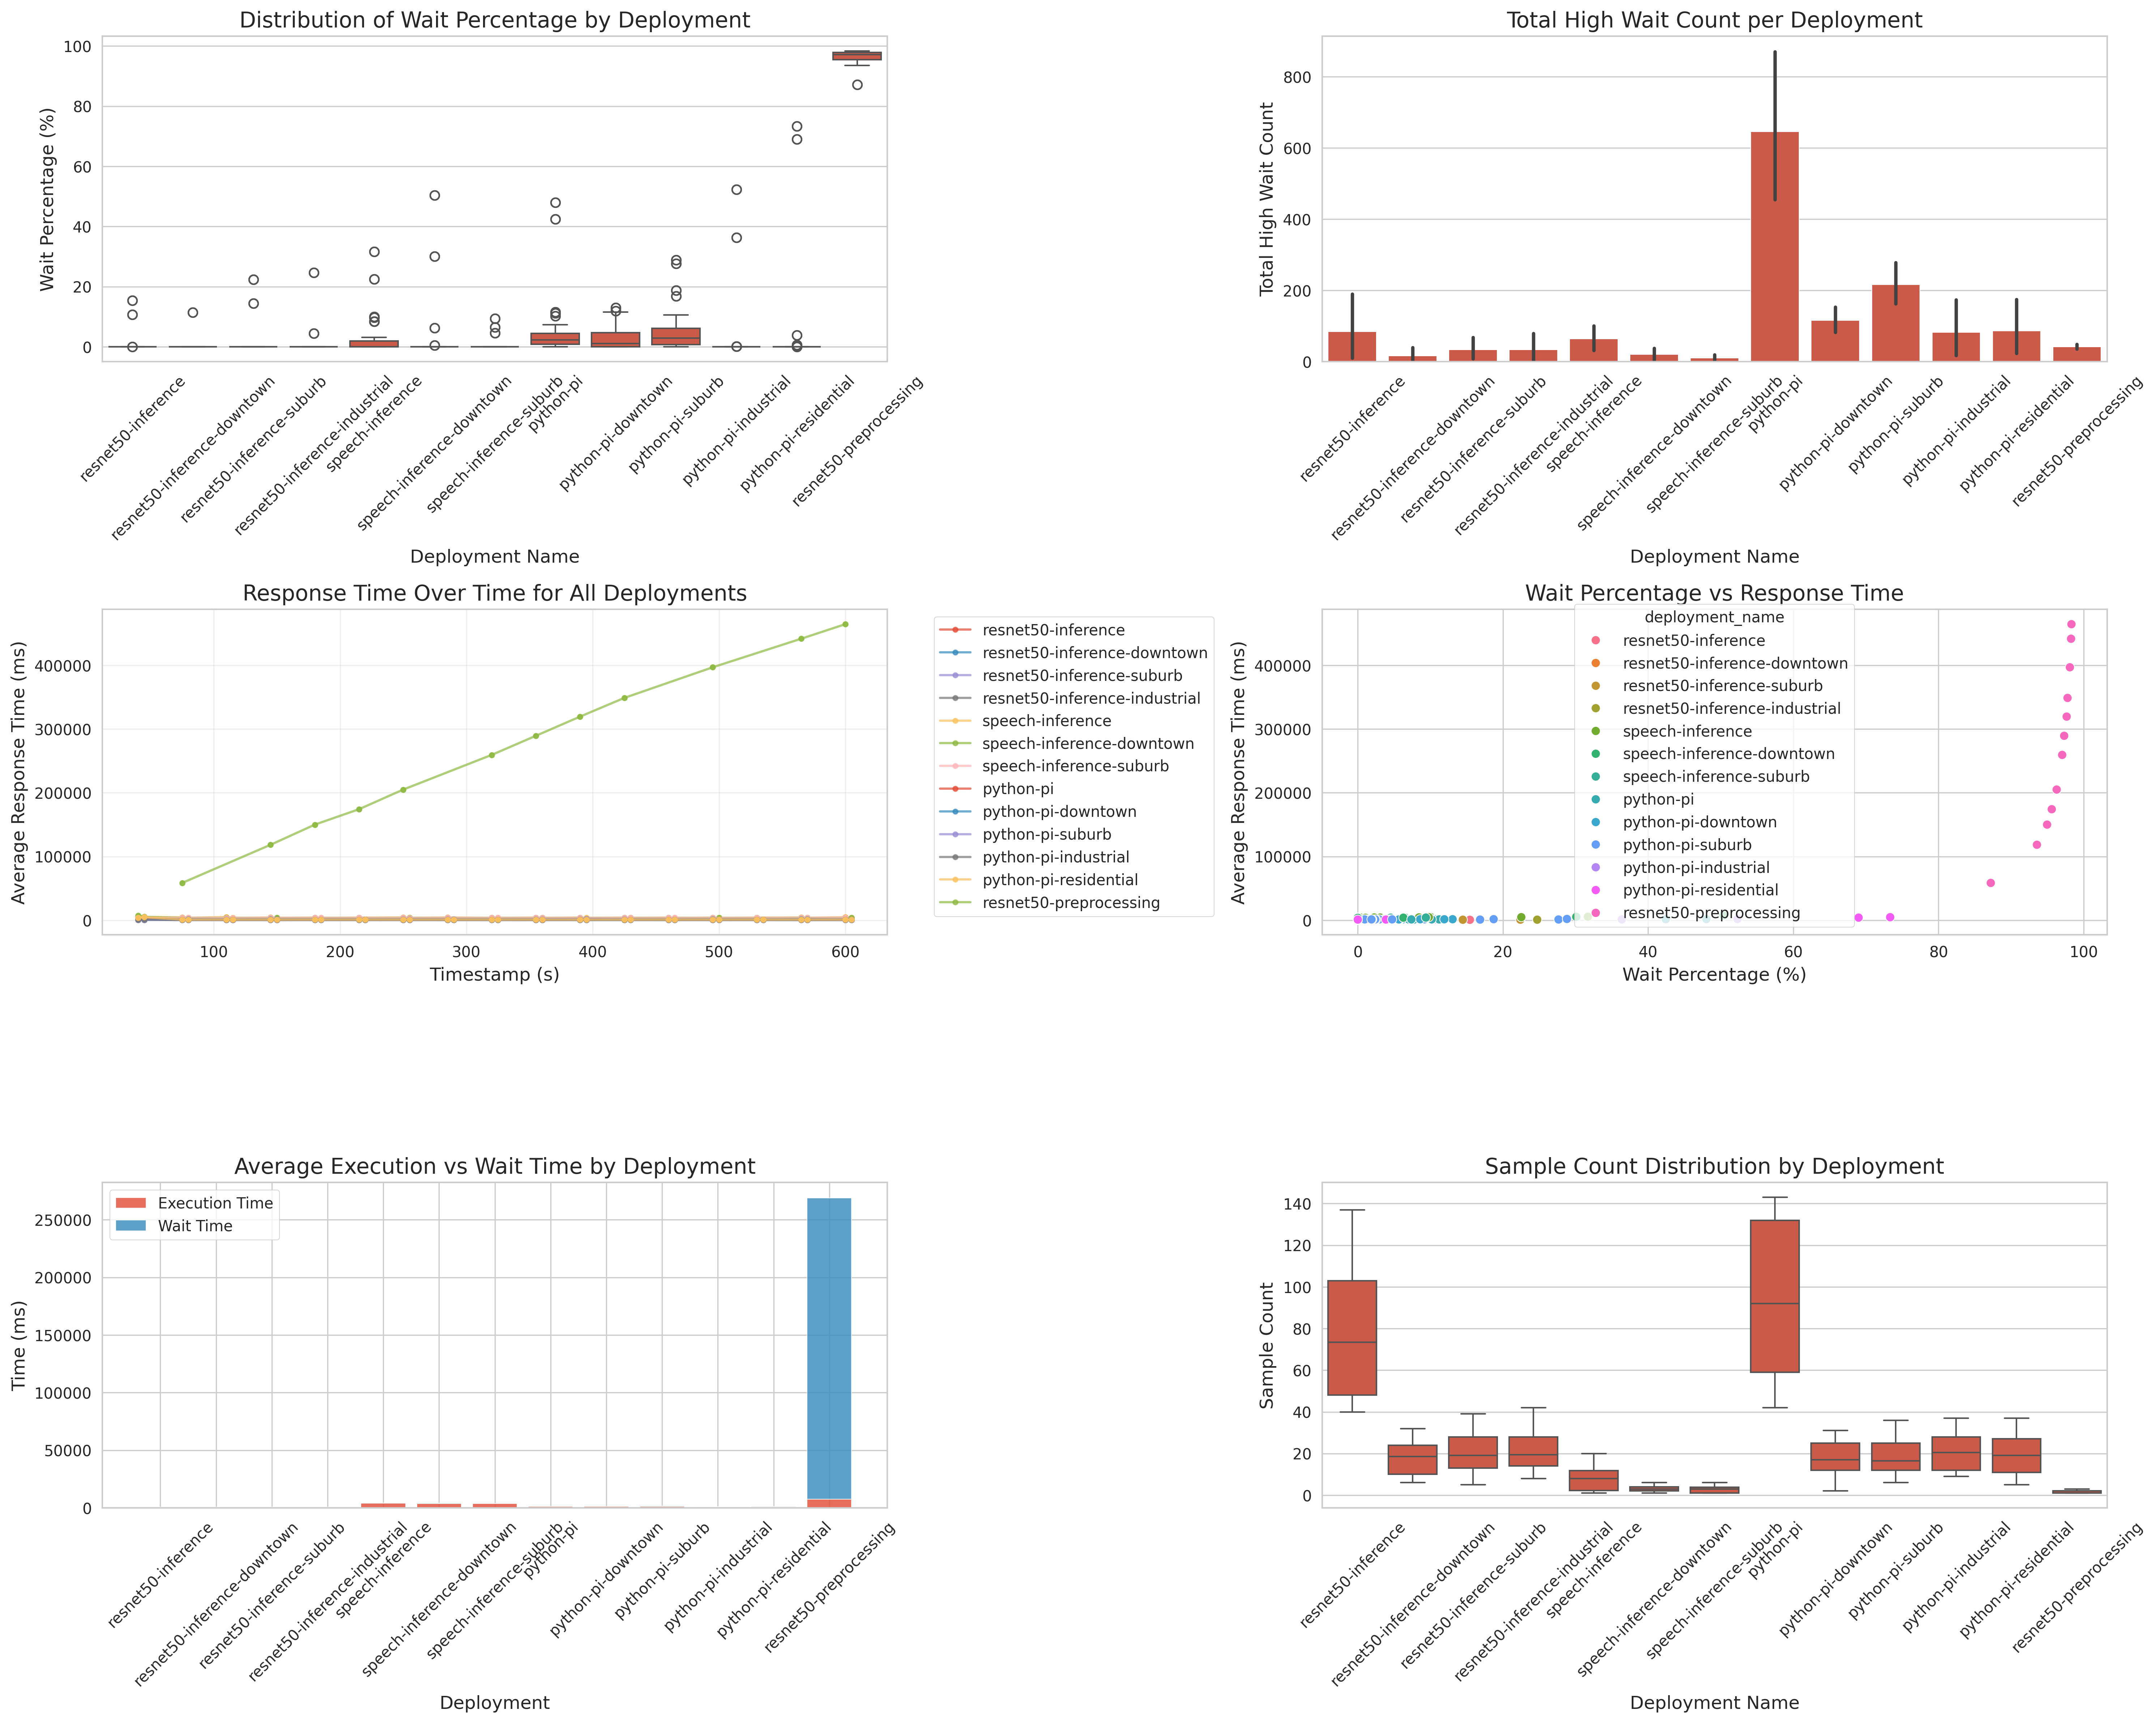 Distribution of Wait Percentage by Deployment
Wait Percentage (%)
100
80
60
40
20
0
resnet50-inference
resnet50-inference-downtown
resnet50-inference-suburb
resnet50-inference-industrial
speech-inference
speech-inference-downtown
speech-inference-suburb
python-pi
python-pi-downtown
python-pi-suburb
python-pi-industrial
python-pi-residential
resnet50-preprocessing
Deployment Name
Total High Wait Count per Deployment
Total High Wait Count
800
600
400
200
0
resnet50-inference
resnet50-inference-downtown
resnet50-inference-suburb
resnet50-inference-industrial
speech-inference
speech-inference-downtown
speech-inference-suburb
python-pi
python-pi-downtown
python-pi-suburb
python-pi-industrial
python-pi-residential
resnet50-preprocessing
Deployment Name
Response Time Over Time for All Deployments
Average Response Time (ms)
400000
300000
200000
100000
0
100 200 300 400 500 600
Timestamp (s)
resnet50-inference
resnet50-inference-downtown
resnet50-inference-suburb
resnet50-inference-industrial
speech-inference
speech-inference-downtown
speech-inference-suburb
python-pi
python-pi-downtown
python-pi-suburb
python-pi-industrial
python-pi-residential
resnet50-preprocessing
Wait Percentage vs Response Time
Average Response Time (ms)
400000
300000
200000
100000
0
deployment_name
resnet50-inference
resnet50-inference-downtown
resnet50-inference-suburb
resnet50-inference-industrial
speech-inference
speech-inference-downtown
speech-inference-suburb
python-pi
python-pi-downtown
python-pi-suburb
python-pi-industrial
python-pi-residential
resnet50-preprocessing
0 20 40 60 80 100
Wait Percentage (%)
Average Execution vs Wait Time by Deployment
Time (ms)
250000
200000
150000
100000
50000
0
Execution Time
Wait Time
resnet50-inference
resnet50-inference-downtown
resnet50-inference-suburb
resnet50-inference-industrial
speech-inference
speech-inference-downtown
speech-inference-suburb
python-pi
python-pi-downtown
python-pi-suburb
python-pi-industrial
python-pi-residential
resnet50-preprocessing
Deployment
Sample Count Distribution by Deployment
Sample Count
140
120
100
80
60
40
20
0
resnet50-inference
resnet50-inference-downtown
resnet50-inference-suburb
resnet50-inference-industrial
speech-inference
speech-inference-downtown
speech-inference-suburb
python-pi
python-pi-downtown
python-pi-suburb
python-pi-industrial
python-pi-residential
resnet50-preprocessing
Deployment Name